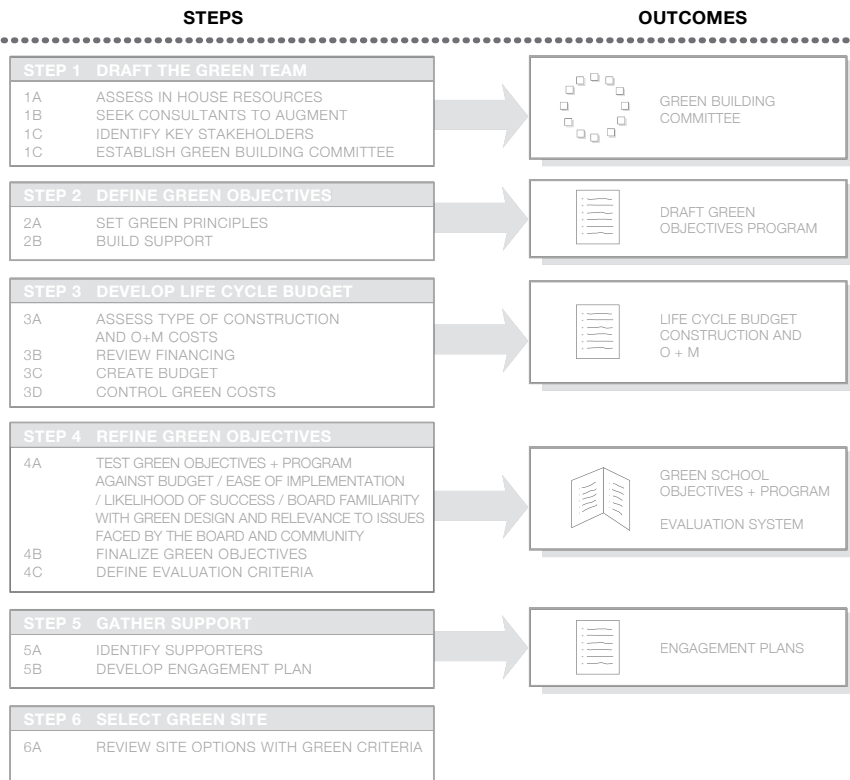 STEPS
OUTCOMES
STEP 1 DRAFT THE GREEN TEAM
1A ASSESS IN HOUSE RESOURCES
1B SEEK CONSULTANTS TO AUGMENT
1C IDENTIFY KEY STAKEHOLDERS
1C ESTABLISH GREEN BUILDING COMMITTEE
GREEN BUILDING
COMMITTEE
STEP 2 DEFINE GREEN OBJECTIVES
2A SET GREEN PRINCIPLES
2B BUILD SUPPORT
DRAFT GREEN
OBJECTIVES PROGRAM
STEP 3 DEVELOP LIFE CYCLE BUDGET
3A ASSESS TYPE OF CONSTRUCTION
AND O+M COSTS
3B REVIEW FINANCING
3C CREATE BUDGET
3D CONTROL GREEN COSTS
LIFE CYCLE BUDGET
CONSTRUCTION AND
O + M
STEP 4 REFINE GREEN OBJECTIVES
4A TEST GREEN OBJECTIVES + PROGRAM
AGAINST BUDGET / EASE OF IMPLEMENTATION
/ LIKELIHOOD OF SUCCESS / BOARD FAMILIARITY
WITH GREEN DESIGN AND RELEVANCE TO ISSUES
FACED BY THE BOARD AND COMMUNITY
4B FINALIZE GREEN OBJECTIVES
4C DEFINE EVALUATION CRITERIA
GREEN SCHOOL
OBJECTIVES + PROGRAM
EVALUATION SYSTEM
STEP 5 GATHER SUPPORT
5A IDENTIFY SUPPORTERS
5B DEVELOP ENGAGEMENT PLAN
ENGAGEMENT PLANS
STEP 6 SELECT GREEN SITE
6A REVIEW SITE OPTIONS WITH GREEN CRITERIA